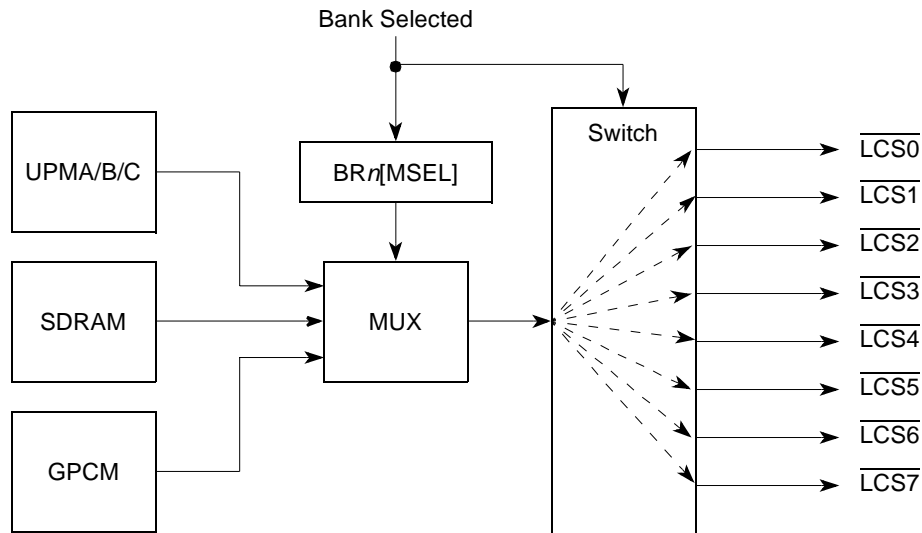 Bank Selected
Switch
UPMA/B/C
BRn[MSEL]
SDRAM
MUX
GPCM
LCS0
LCS1
LCS2
LCS3
LCS4
LCS5
LCS6
LCS7